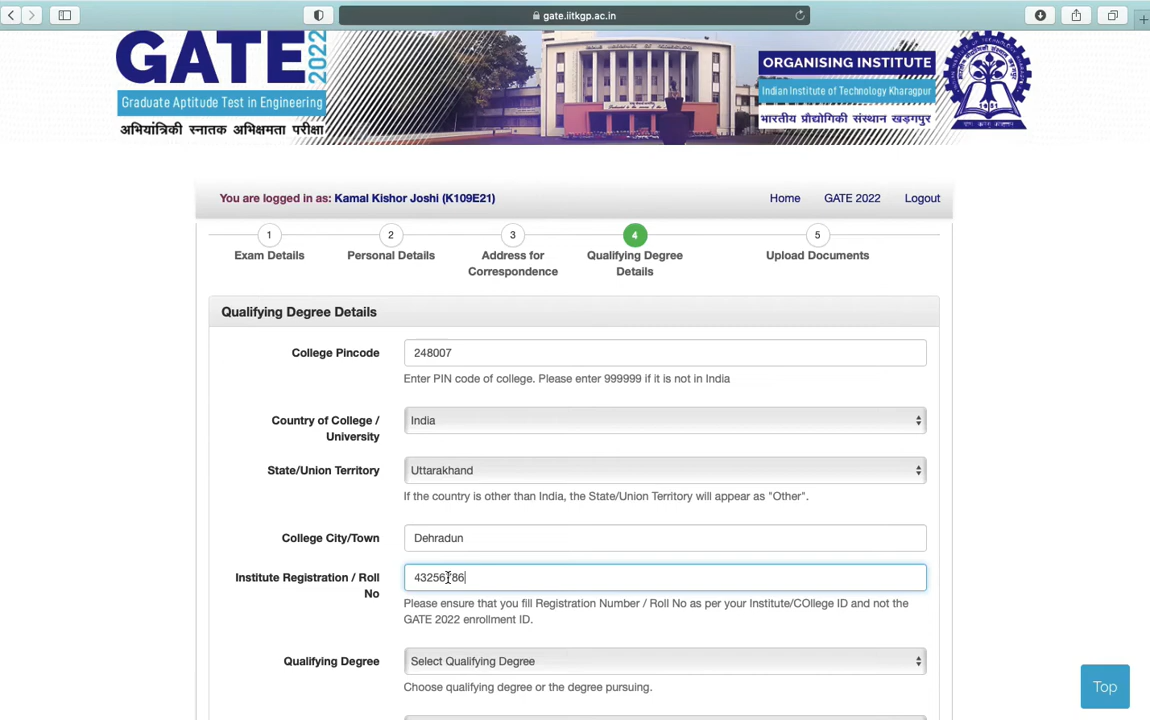 gate.iitkgp.ac.in
GATE 2022
Graduate Aptitude Test in Engineering
अभियांत्रिकी स्नातक अभिक्षमता परीक्षा
ORGANISING INSTITUTE
Indian Institute of Technology Kharagpur
भारतीय प्रौद्योगिकी संस्थान खड़गपुर
1951
You are logged in as: Kamal Kishor Joshi (K109E21)
Home
GATE 2022
Logout
1
2
3
4
5
Exam Details
Personal Details
Address for
Correspondence
Qualifying Degree
Details
Upload Documents
Qualifying Degree Details
College Pincode
248007
Enter PIN code of college. Please enter 999999 if it is not in India
Country of College /
University
India
State/Union Territory
Uttarakhand
If the country is other than India, the State/Union Territory will appear as "Other".
College City/Town
Dehradun
Institute Registration / Roll
No
Please ensure that you fill Registration Number / Roll No as per your Institute/COllege ID and not the
GATE 2022 enrollment ID.
Qualifying Degree
Select Qualifying Degree
Choose qualifying degree or the degree pursuing.
Top